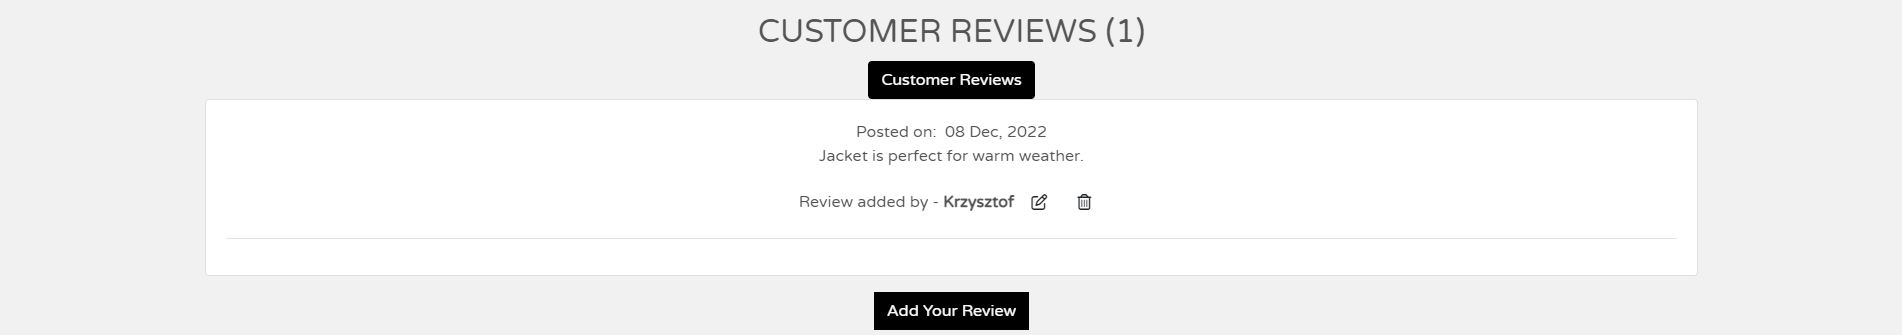 CUSTOMER REVIEWS (1)
Customer Reviews
Posted on: 08 Dec, 2022
Jacket is perfect for warm weather.
Review added by - Krzysztof
Add Your Review